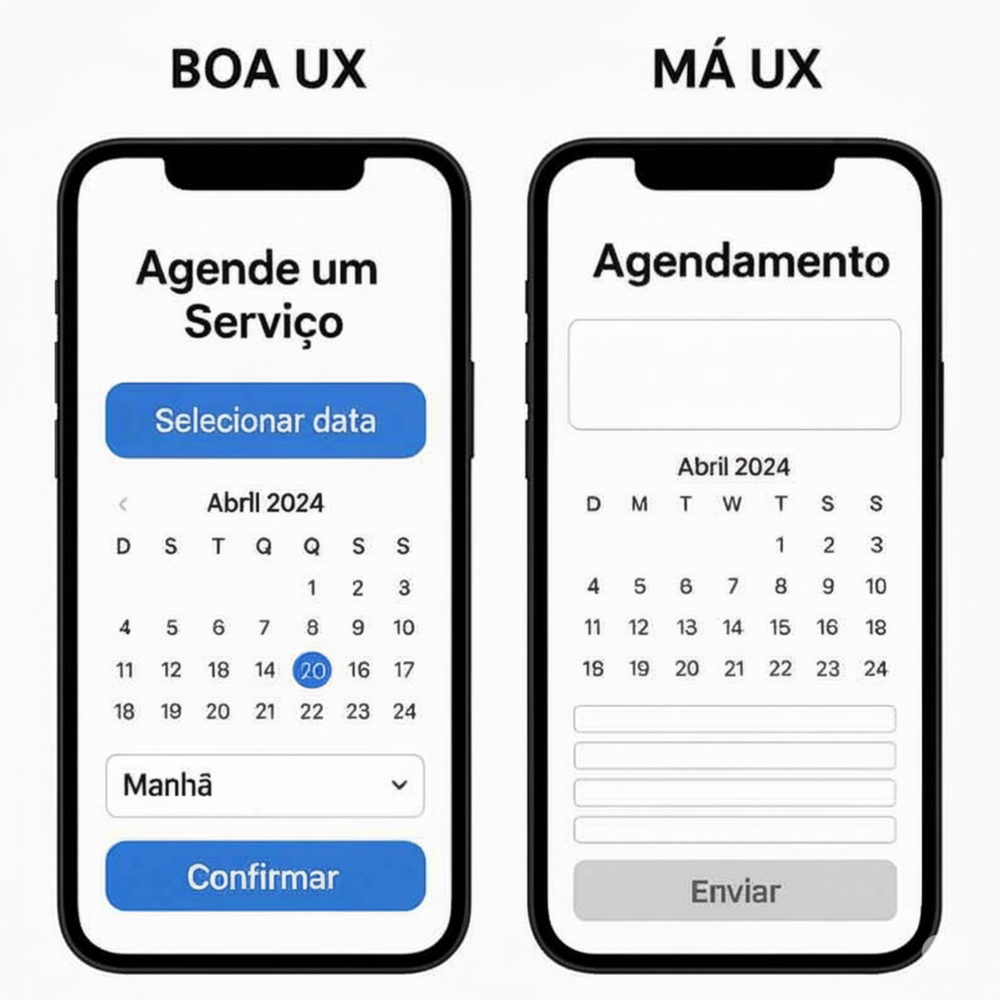 BOA UX
Agende um
Serviço
Selecionar data
Abril 2024
D S T Q Q S S
1 2 3
4 5 6 7 8 9 10
11 12 18 14 20 16 17
18 19 20 21 22 23 24
Manhã
Confirmar
MÁ UX
Agendamento
Abril 2024
D M T W T S S
1 2 3
4 5 6 7 8 9 10
11 12 13 14 15 16 18
18 19 20 21 22 23 24
Enviar